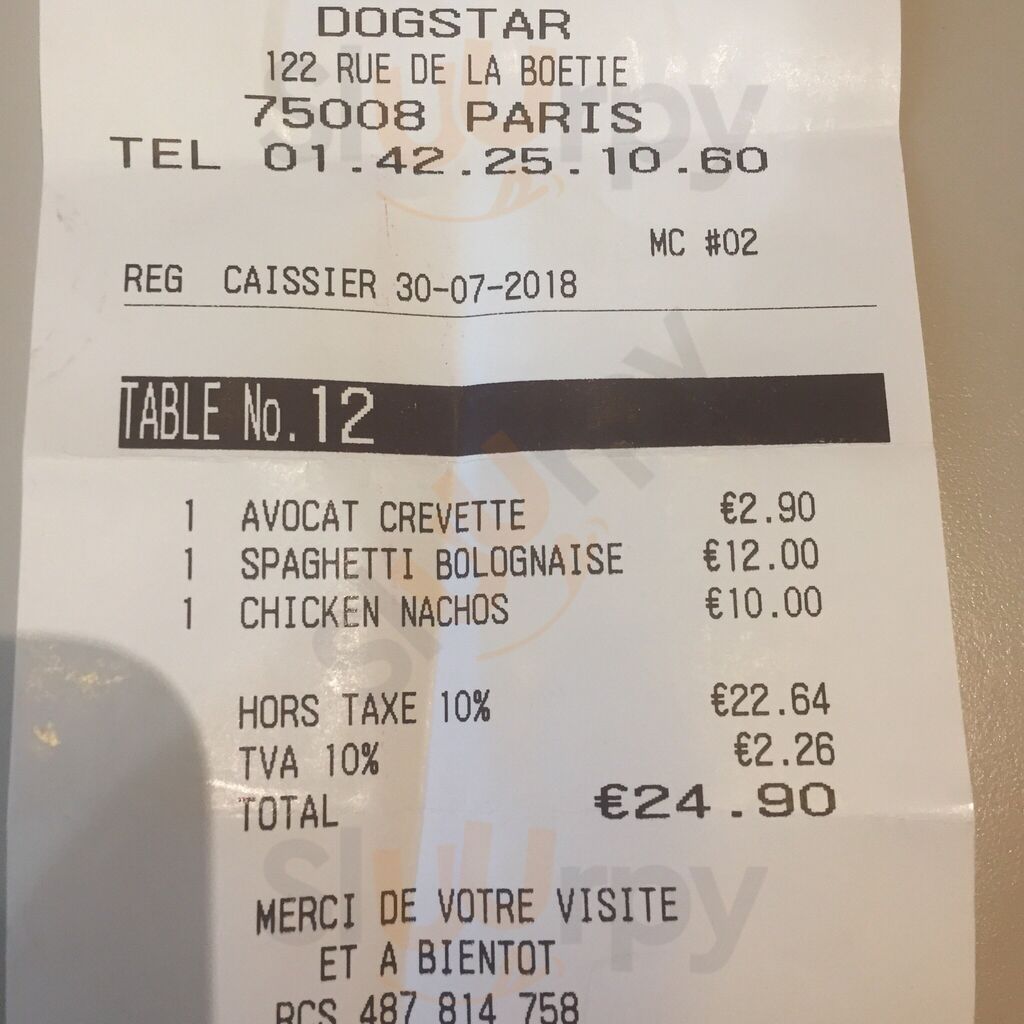 DOGSTAR
122 RUE DE LA BOETIE
75008 PARIS
TEL 01.42.25.10.60
MC #02
REG CAISSIER 30-07-2018
TABLE No.12
1 AVOCAT CREVETTE €2.90
1 SPAGHETTI BOLOGNAISE €12.00
1 CHICKEN NACHOS €10.00
HORS TAXE 10% €22.64
TVA 10% €2.26
TOTAL €24.90
MERCI DE VOTRE VISITE
ET A BIENTOT
RCS 487 814 758
sluurpy
sluurpy
sluurpy